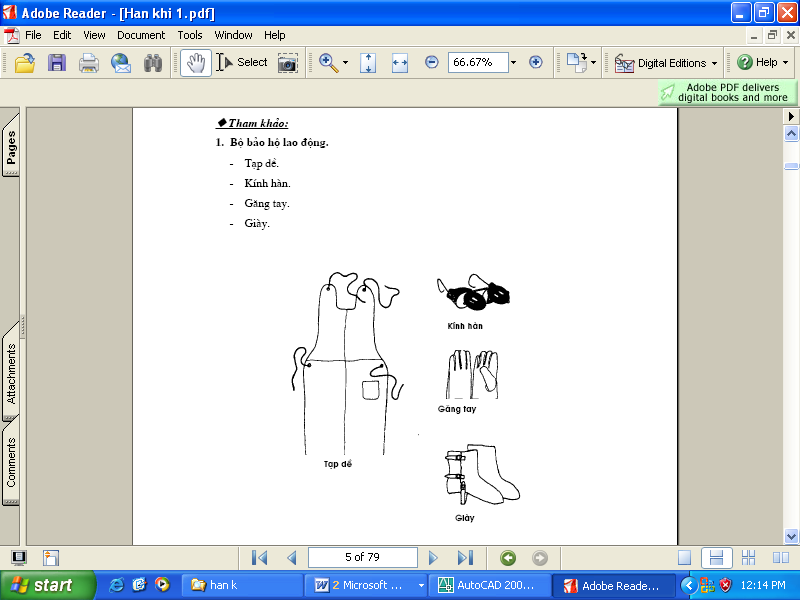 Adobe Reader - [Han khi 1.pdf]
File Edit View Document Tools Window Help
Select 66.67% Digital Editions Help
Adobe PDF delivers
digital books and more
Pages
Attachments
Comments
◆ Tham khảo:
1. Bộ bảo hộ lao động.
- Tạp dề.
- Kính hàn.
- Găng tay.
- Giày.
Kính hàn
Găng tay
Tạp dề
Giày
5 of 79
start han k 2 Microsoft ... AutoCAD 200... Adobe Reade... 12:14 PM